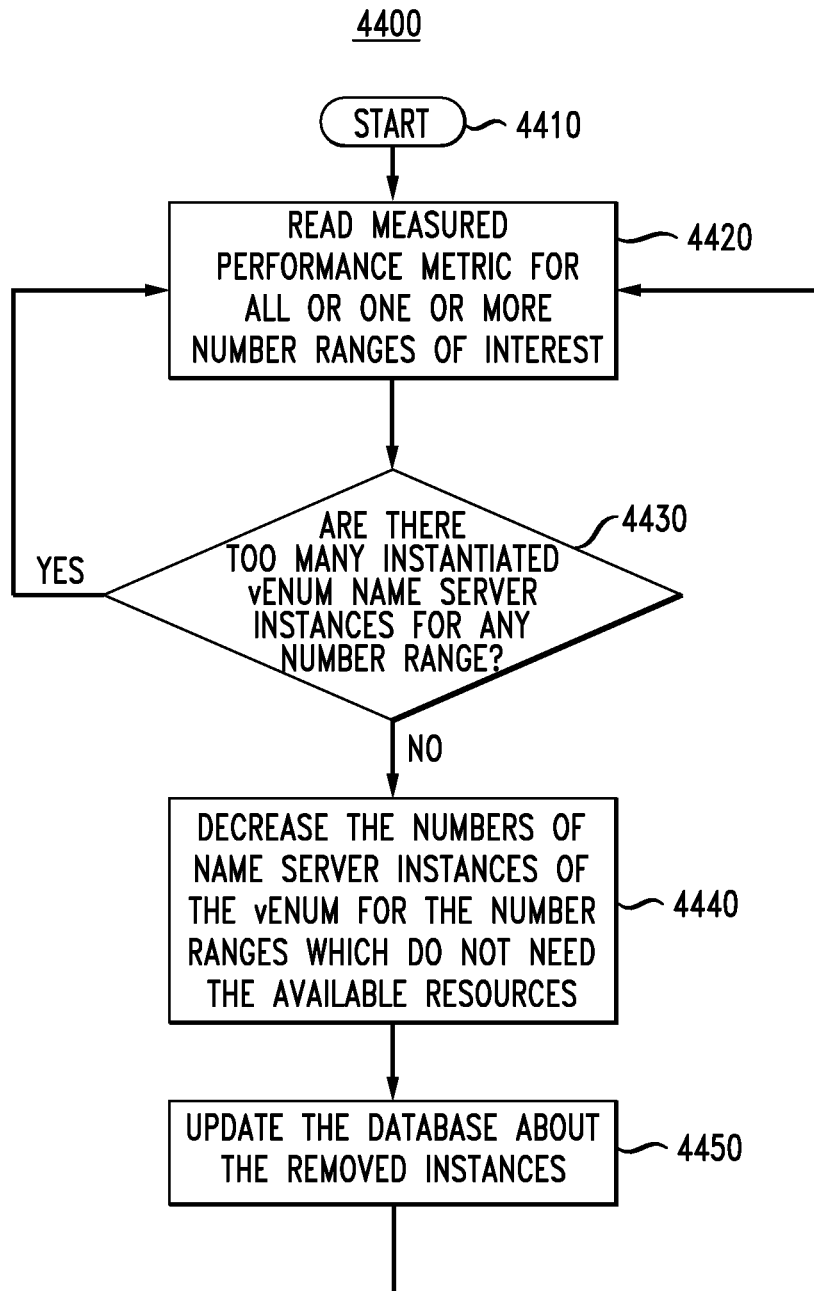 4400
START
4410
READ MEASURED
PERFORMANCE METRIC FOR
ALL OR ONE OR MORE
NUMBER RANGES OF INTEREST
4420
ARE THERE
TOO MANY INSTANTIATED
vENUM NAME SERVER
INSTANCES FOR ANY
NUMBER RANGE?
4430
YES
NO
DECREASE THE NUMBERS OF
NAME SERVER INSTANCES OF
THE vENUM FOR THE NUMBER
RANGES WHICH DO NOT NEED
THE AVAILABLE RESOURCES
4440
UPDATE THE DATABASE ABOUT
THE REMOVED INSTANCES
4450